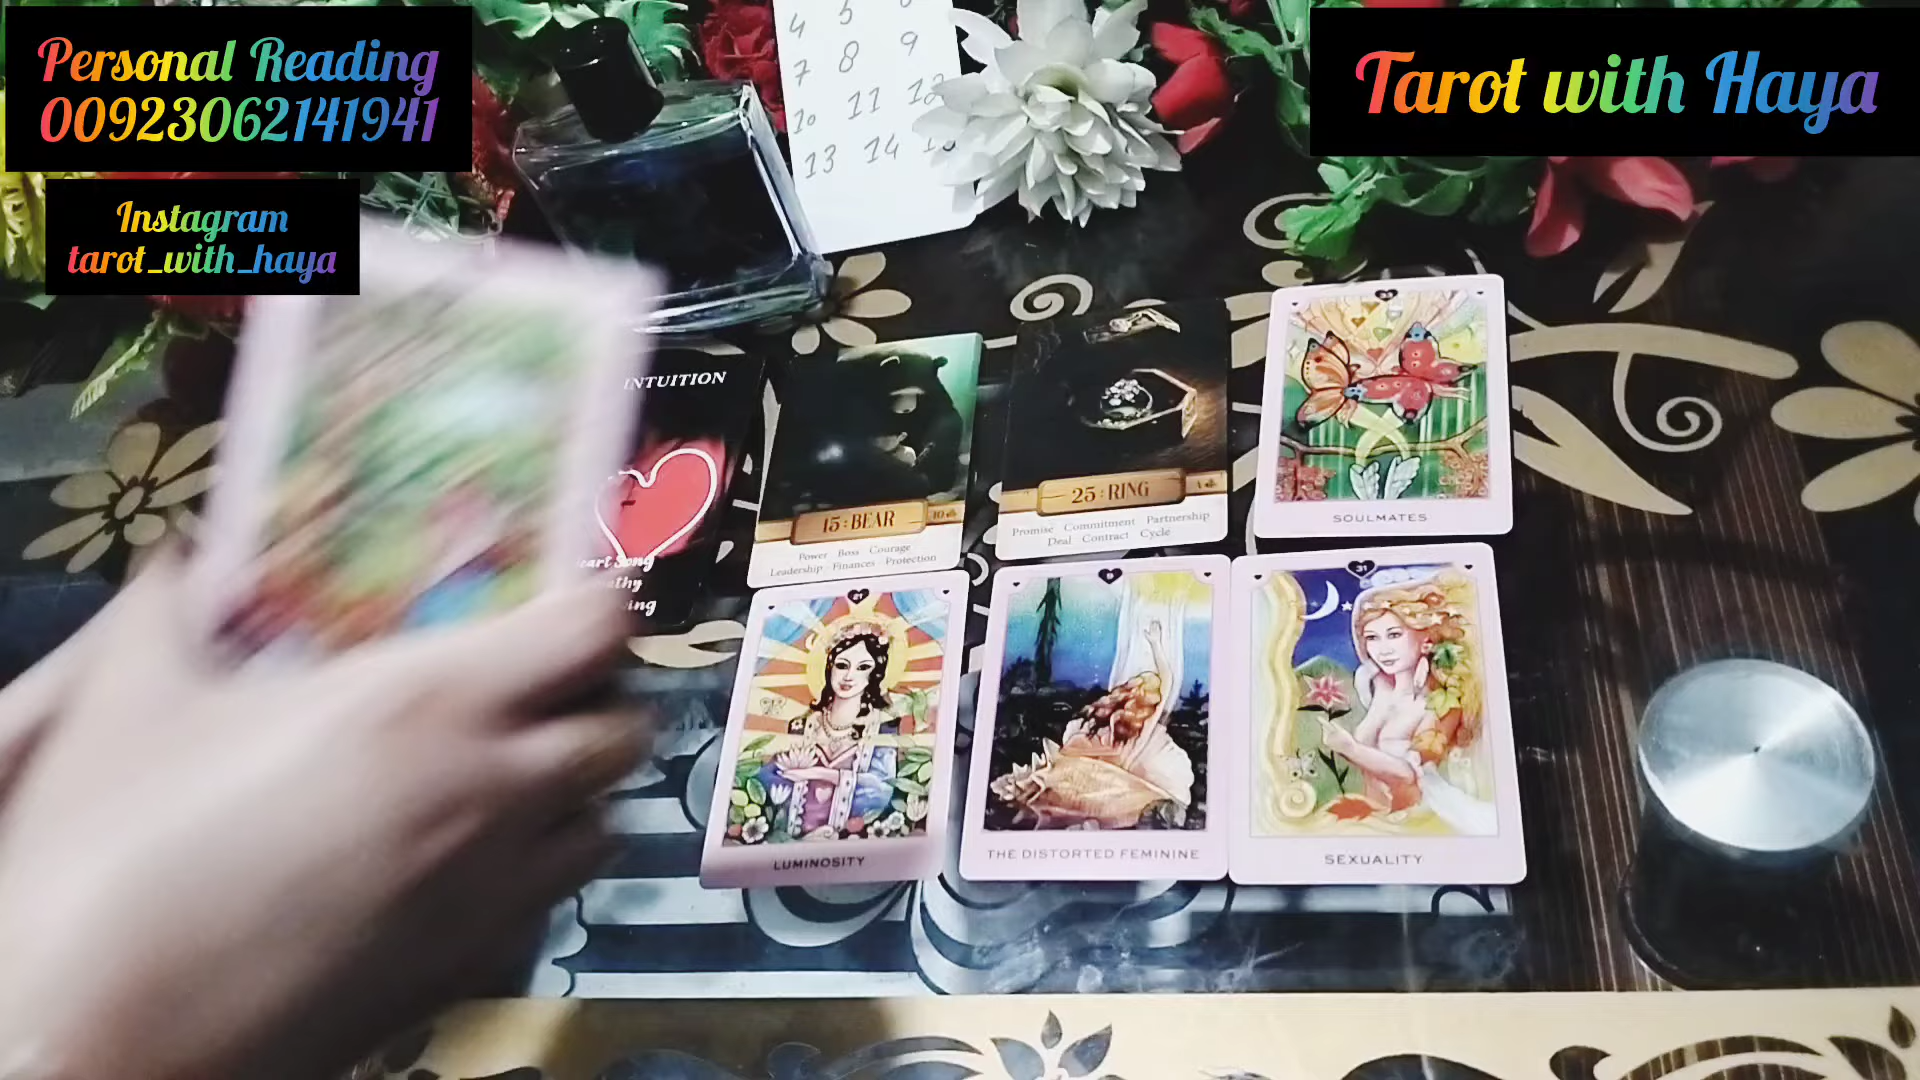 Personal Reading
00923062141941
Tarot with Haya
Instagram
tarot_with_haya
4 5
7 8 9
10 11 12
13 14
INTUITION
15:BEAR
Power Boss Courage
Leadership Finances Protection
25:RING
Promise Commitment Partnership
Deal Contract Cycle
SOULMATES
21
LUMINOSITY
THE DISTORTED FEMININE
31
SEXUALITY